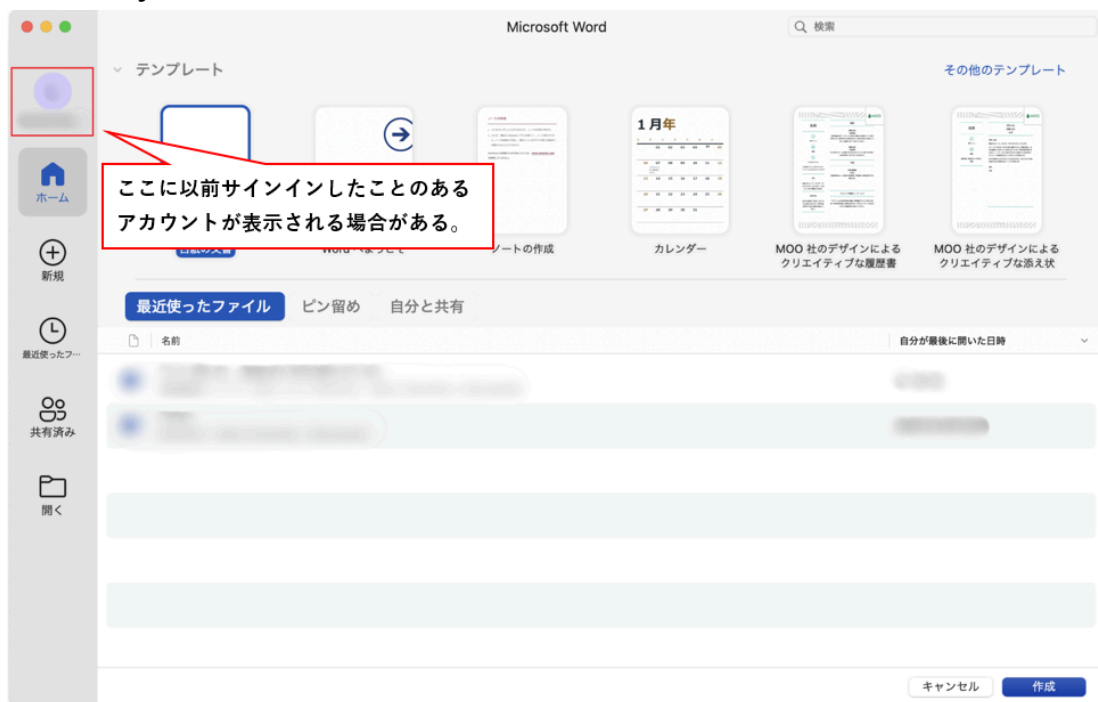 Microsoft Word
検索
テンプレート
その他のテンプレート
1月年
ここに以前サインインしたことのある
アカウントが表示される場合がある。
ホーム
ノートの作成
カレンダー
MOO 社のデザインによる
クリエイティブな履歴書
MOO 社のデザインによる
クリエイティブな添え状
新規
最近使ったファイル
ピン留め
自分と共有
最近使ったフ…
名前
自分が最後に開いた日時
共有済み
開く
キャンセル
作成